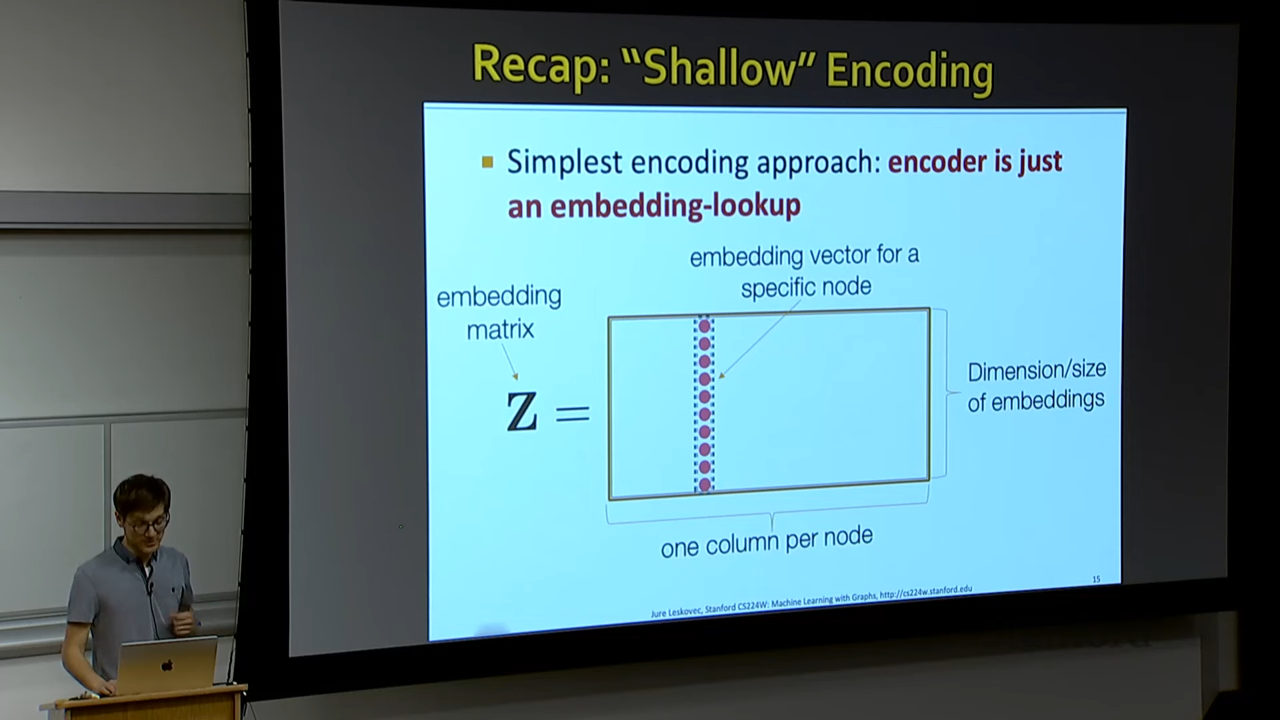 Recap: “Shallow” Encoding
Simplest encoding approach: encoder is just
an embedding-lookup
embedding vector for a
specific node
embedding
matrix
Z =
Dimension/size
of embeddings
one column per node
15
Jure Leskovec, Stanford CS224W: Machine Learning with Graphs, http://cs224w.stanford.edu